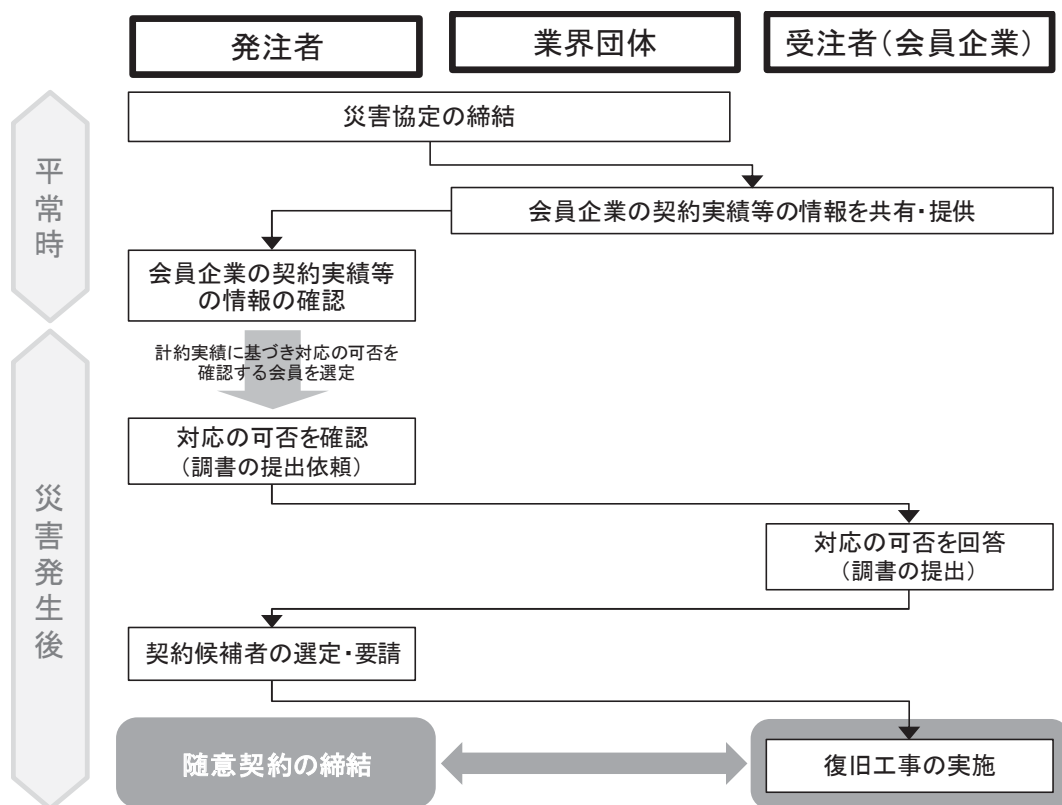 発注者
業界団体
受注者（会員企業）
平常時
災害協定の締結
会員企業の契約実績等の情報を共有・提供
会員企業の契約実績等
の情報の確認
計約実績に基づき対応の可否を
確認する会員を選定
災害発生後
対応の可否を確認
（調書の提出依頼）
対応の可否を回答
（調書の提出）
契約候補者の選定・要請
随意契約の締結
復旧工事の実施